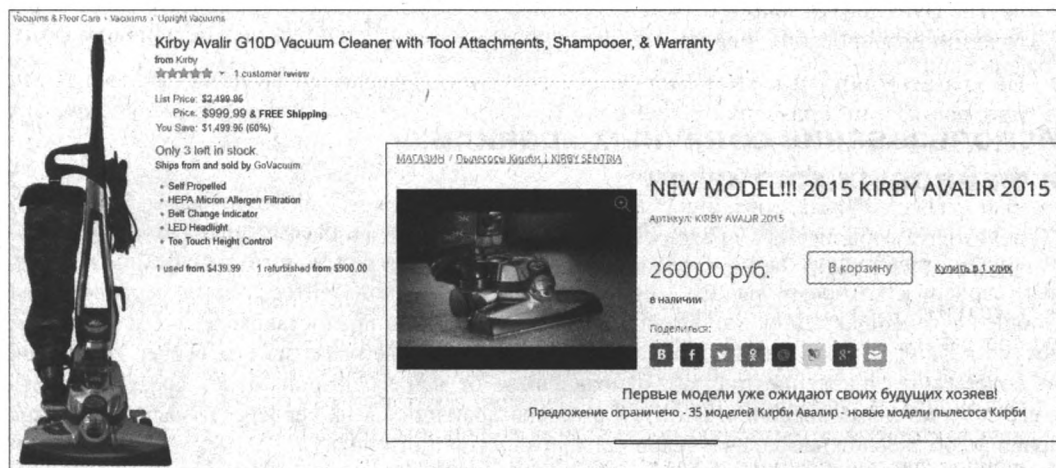 Vacuums & Floor Care › Vacuums › Upright Vacuums
Kirby Avalir G10D Vacuum Cleaner with Tool Attachments, Shampooer, & Warranty
from Kirby
1 customer review
List Price: $2,499.95
Price: $999.99 & FREE Shipping
You Save: $1,499.96 (60%)
Only 3 left in stock.
Ships from and sold by GoVacuum.
• Self Propelled
• HEPA Micron Allergen Filtration
• Belt Change Indicator
• LED Headlight
• Toe Touch Height Control
1 used from $439.99 1 refurbished from $900.00
МАГАЗИН / Пылесосы Кирби | KIRBY SENTRIA
NEW MODEL!!! 2015 KIRBY AVALIR 2015
Артикул: KIRBY AVALIR 2015
260000 руб.
В корзину
Купить в 1 клик
в наличии
Поделиться:
Первые модели уже ожидают своих будущих хозяев!
Предложение ограничено - 35 моделей Кирби Авалир - новые модели пылесоса Кирби